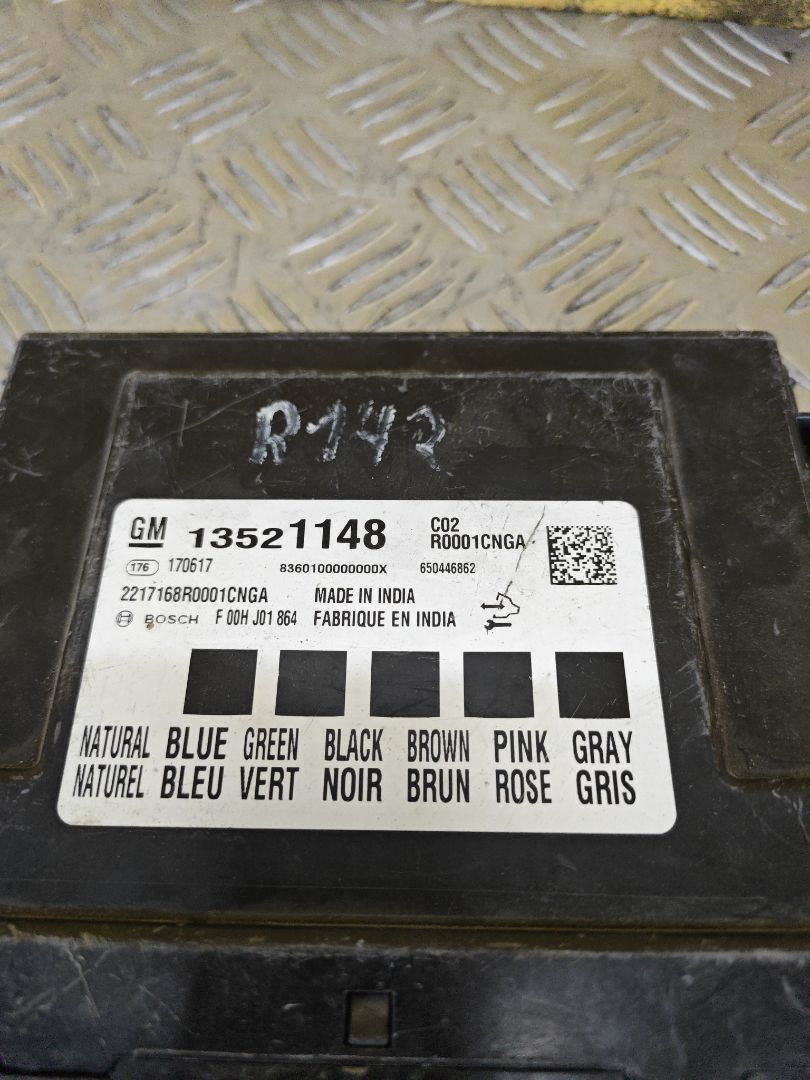 R142
GM 13521148 C02
R0001CNGA
176 170617 8360100000000X 650446862
2217168R0001CNGA MADE IN INDIA
BOSCH F 00H J01 864 FABRIQUE EN INDIA
NATURAL BLUE GREEN BLACK BROWN PINK GRAY
NATUREL BLEU VERT NOIR BRUN ROSE GRIS